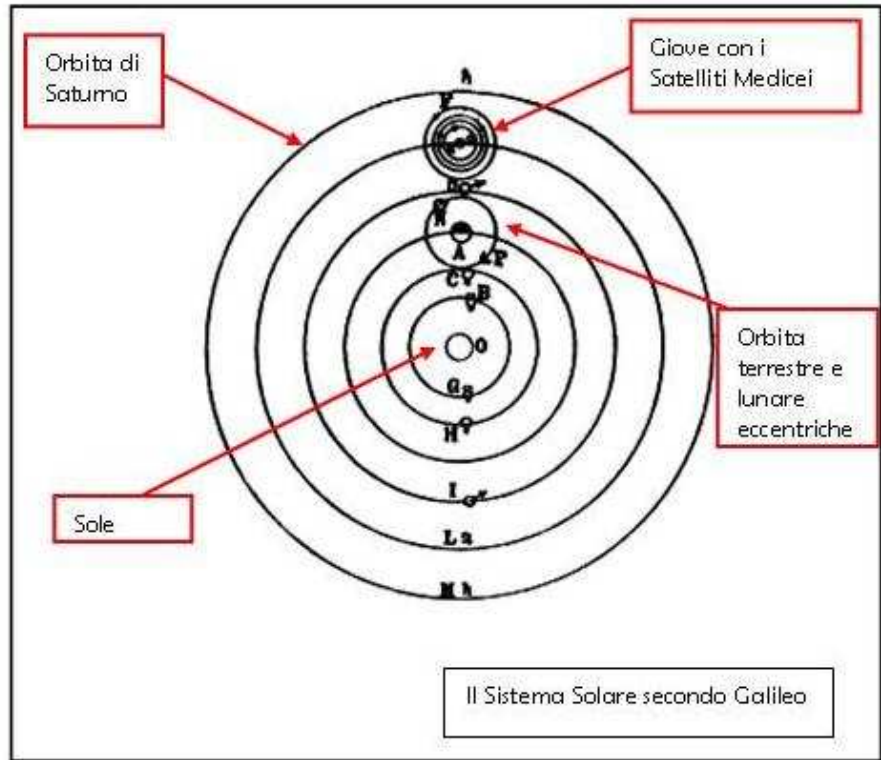 Orbita di
Saturno
Giove con i
Satelliti Medicei
A
P
C
B
O
Orbita
terrestre e
lunare
eccentriche
G
H
Sole
I
L
M
Il Sistema Solare secondo Galileo